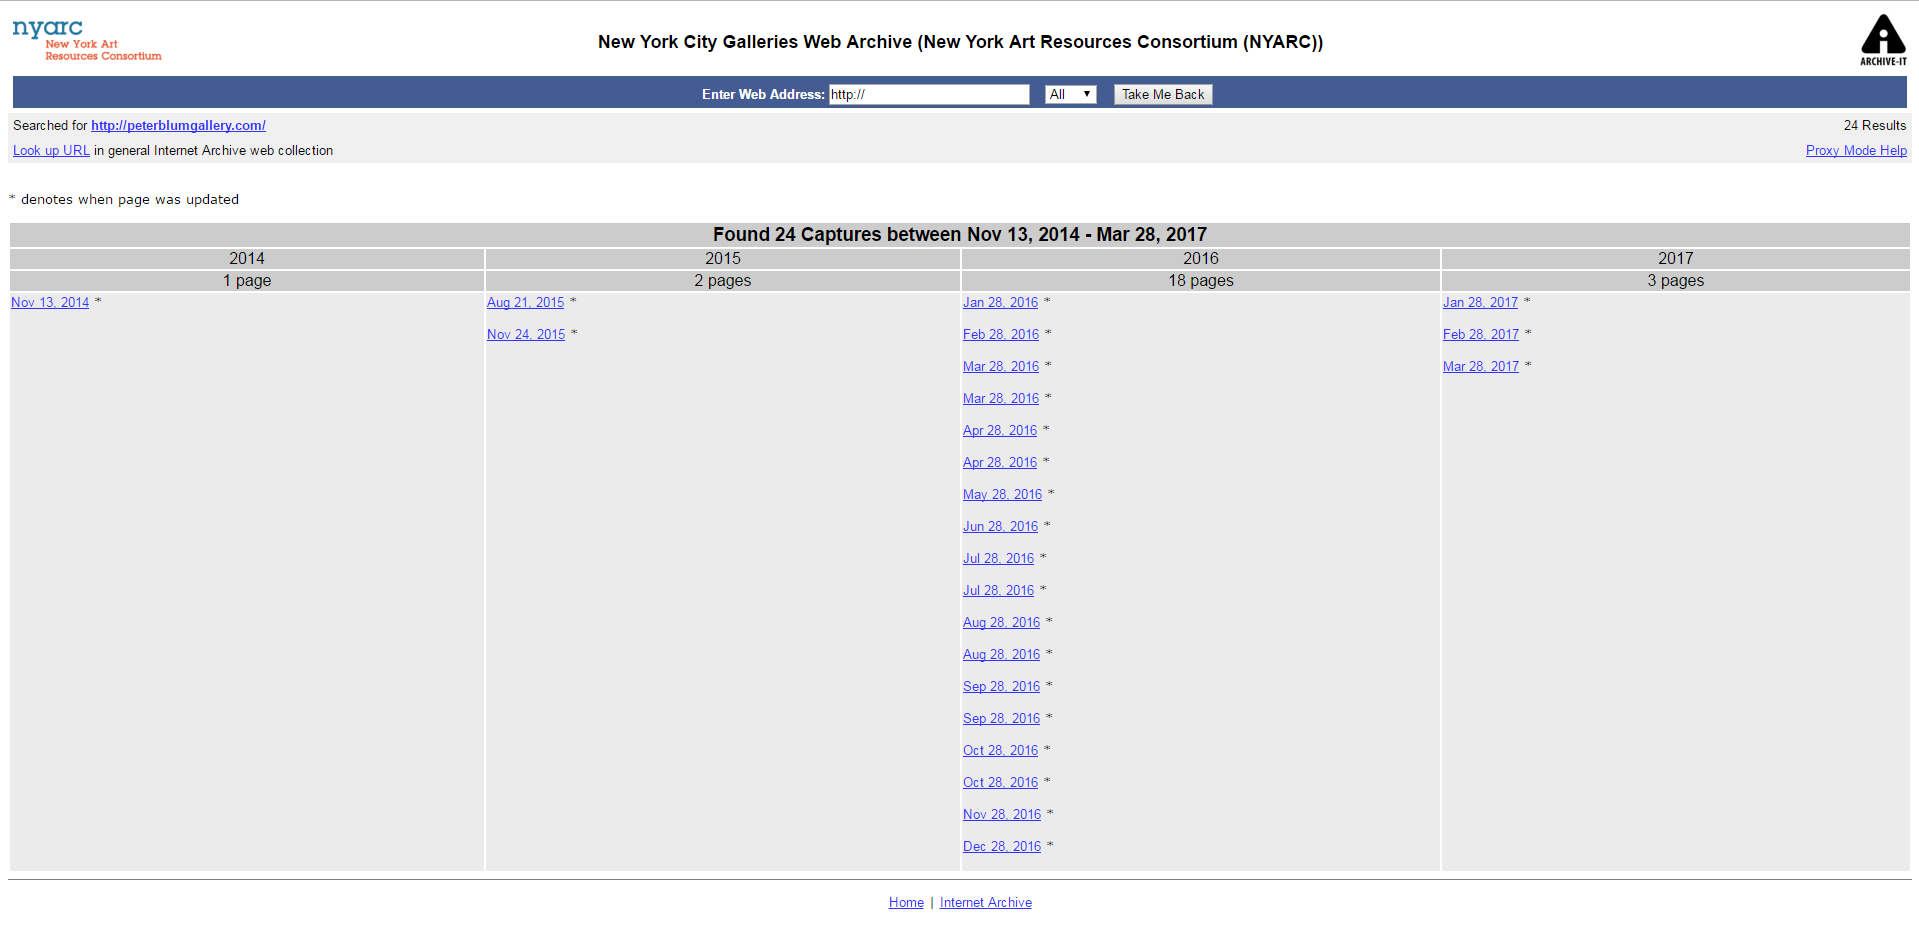 nyarc
New York Art
Resources Consortium
New York City Galleries Web Archive (New York Art Resources Consortium (NYARC))
ARCHIVE-IT
Enter Web Address: http:// All Take Me Back
Searched for http://peterblumgallery.com/ 24 Results
Look up URL in general Internet Archive web collection Proxy Mode Help
* denotes when page was updated
Found 24 Captures between Nov 13, 2014 - Mar 28, 2017
2014 2015 2016 2017
1 page 2 pages 18 pages 3 pages
Nov 13, 2014 * Aug 21, 2015 * Jan 28, 2016 * Jan 28, 2017 *
Nov 24, 2015 * Feb 28, 2016 * Feb 28, 2017 *
Mar 28, 2016 * Mar 28, 2017 *
Mar 28, 2016 *
Apr 28, 2016 *
Apr 28, 2016 *
May 28, 2016 *
Jun 28, 2016 *
Jul 28, 2016 *
Jul 28, 2016 *
Aug 28, 2016 *
Aug 28, 2016 *
Sep 28, 2016 *
Sep 28, 2016 *
Oct 28, 2016 *
Oct 28, 2016 *
Nov 28, 2016 *
Dec 28, 2016 *
Home | Internet Archive